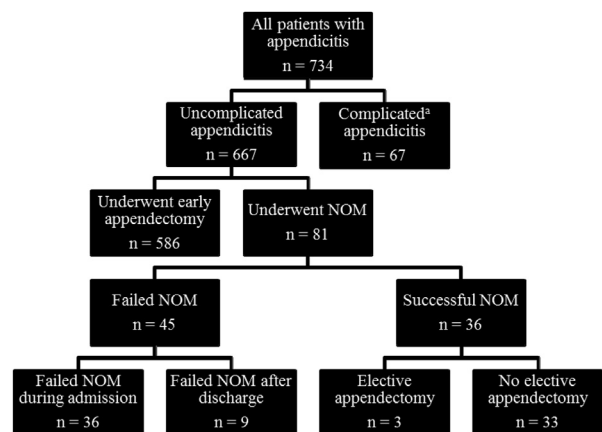 All patients with
appendicitis
n = 734
Uncomplicated
appendicitis
n = 667
Complicatedᵃ
appendicitis
n = 67
Underwent early
appendectomy
n = 586
Underwent NOM
n = 81
Failed NOM
n = 45
Successful NOM
n = 36
Failed NOM
during admission
n = 36
Failed NOM after
discharge
n = 9
Elective
appendectomy
n = 3
No elective
appendectomy
n = 33